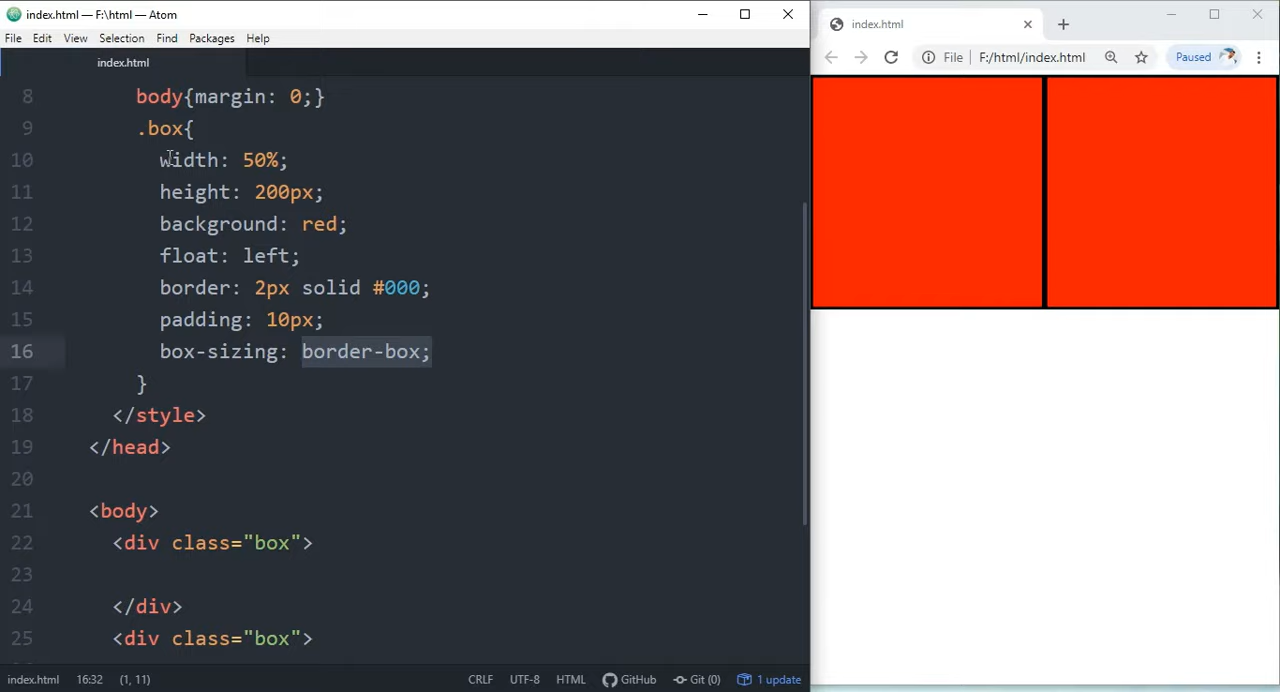 index.html — F:\html — Atom
File Edit View Selection Find Packages Help
index.html
8 body{margin: 0;}
9 .box{
10 width: 50%;
11 height: 200px;
12 background: red;
13 float: left;
14 border: 2px solid #000;
15 padding: 10px;
16 box-sizing: border-box;
17 }
18 </style>
19 </head>
20
21 <body>
22 <div class="box">
23
24 </div>
25 <div class="box">
index.html 16:32 (1, 11) CRLF UTF-8 HTML GitHub Git (0) 1 update
index.html
File F:/html/index.html Paused